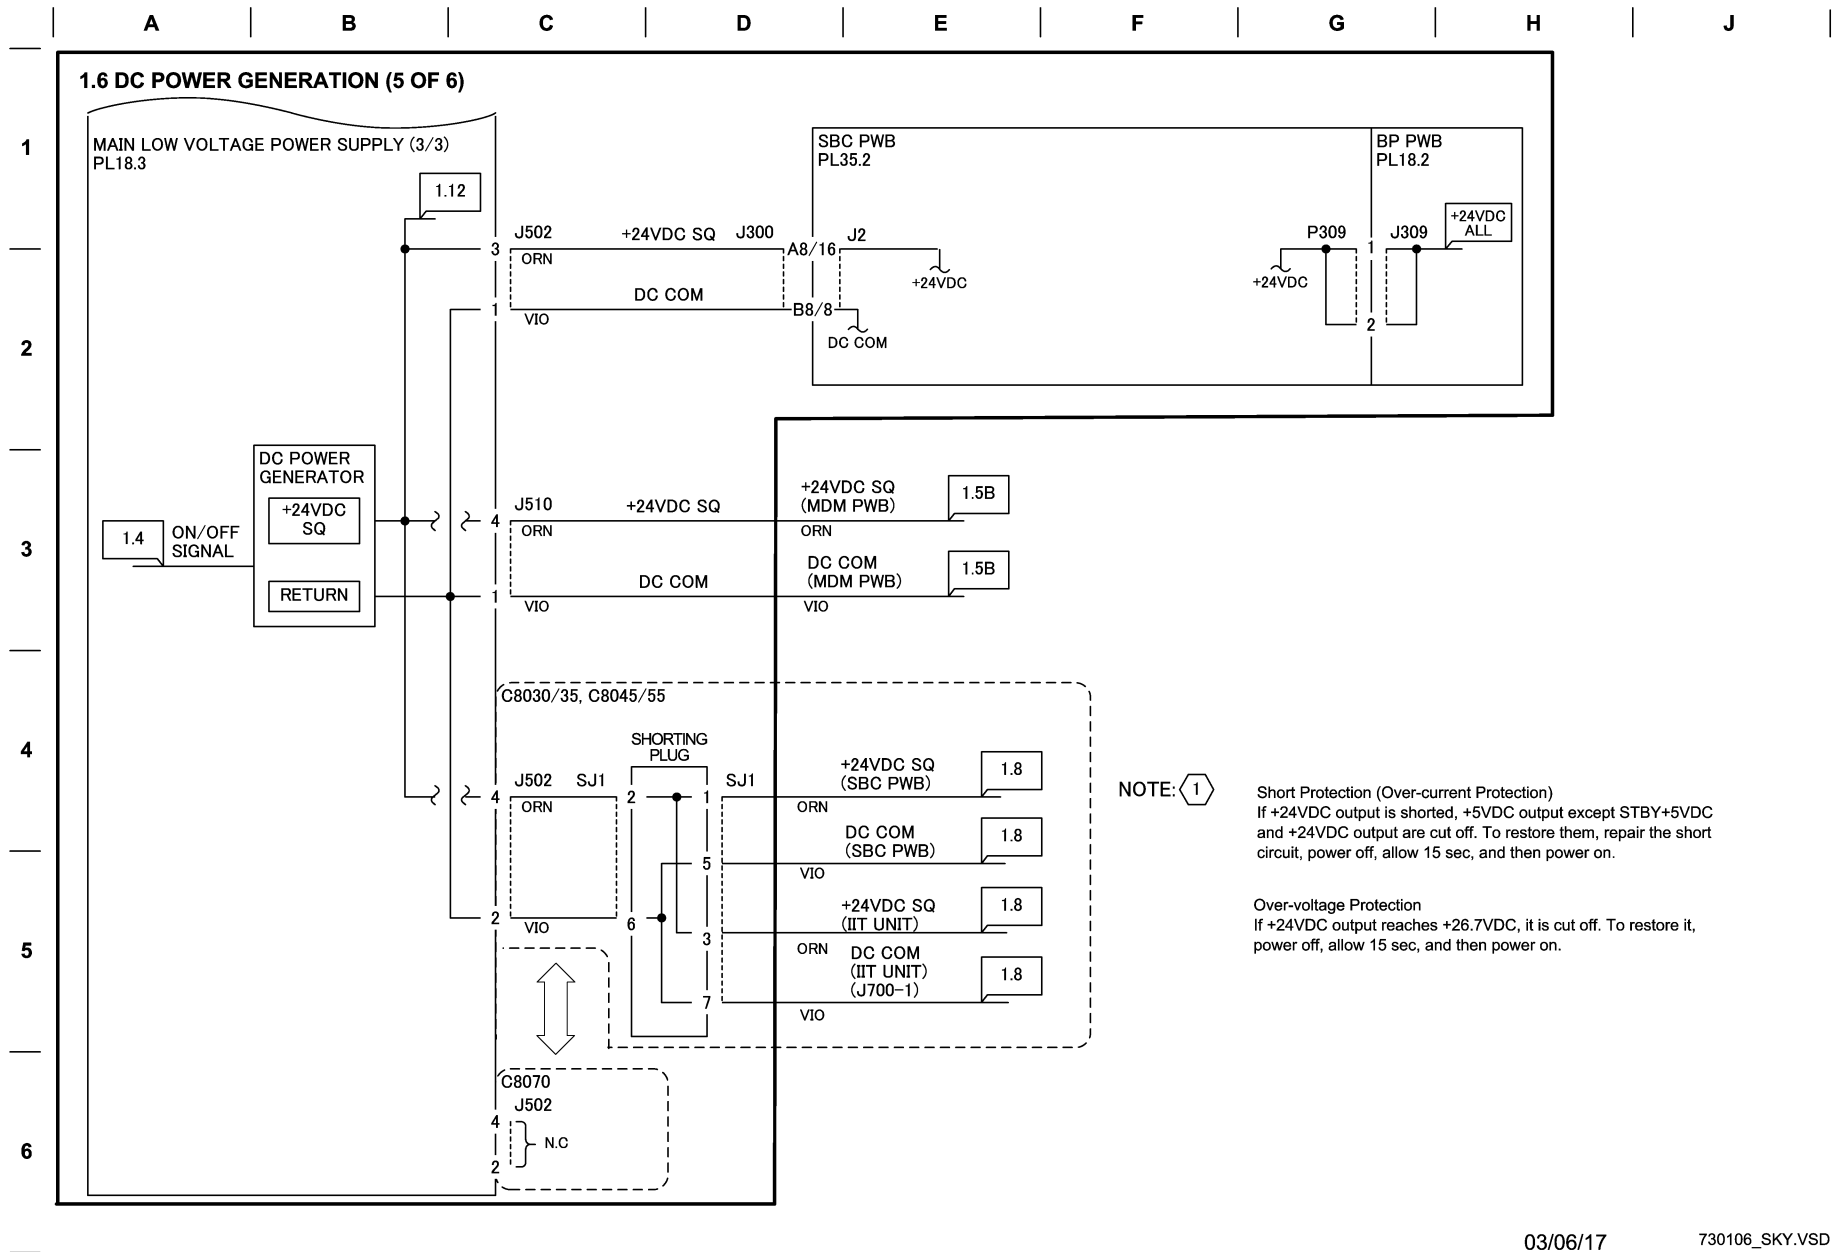 A B C D E F G H J
1.6 DC POWER GENERATION (5 OF 6)
1
MAIN LOW VOLTAGE POWER SUPPLY (3/3)
PL18.3
SBC PWB
PL35.2
BP PWB
PL18.2
1.12
+24VDC
ALL
3
J502
+24VDC SQ
J300
A8/16
J2
P309
1
J309
ORN
+24VDC
+24VDC
DC COM
1
VIO
B8/8
DC COM
2
2
DC POWER
GENERATOR
+24VDC
SQ
RETURN
1.4
ON/OFF
SIGNAL
3
J510
+24VDC SQ
+24VDC SQ
(MDM PWB)
1.5B
4
ORN
ORN
DC COM
DC COM
(MDM PWB)
1.5B
1
VIO
VIO
C8030/35, C8045/55
4
SHORTING
PLUG
J502
SJ1
SJ1
+24VDC SQ
(SBC PWB)
1.8
4
ORN
2
1
ORN
DC COM
(SBC PWB)
1.8
5
VIO
+24VDC SQ
(IIT UNIT)
1.8
2
VIO
6
3
ORN
5
DC COM
(IIT UNIT)
(J700-1)
1.8
7
VIO
NOTE: 1
Short Protection (Over-current Protection)
If +24VDC output is shorted, +5VDC output except STBY+5VDC
and +24VDC output are cut off. To restore them, repair the short
circuit, power off, allow 15 sec, and then power on.
Over-voltage Protection
If +24VDC output reaches +26.7VDC, it is cut off. To restore it,
power off, allow 15 sec, and then power on.
C8070
J502
4
N.C
2
6
03/06/17
730106_SKY.VSD